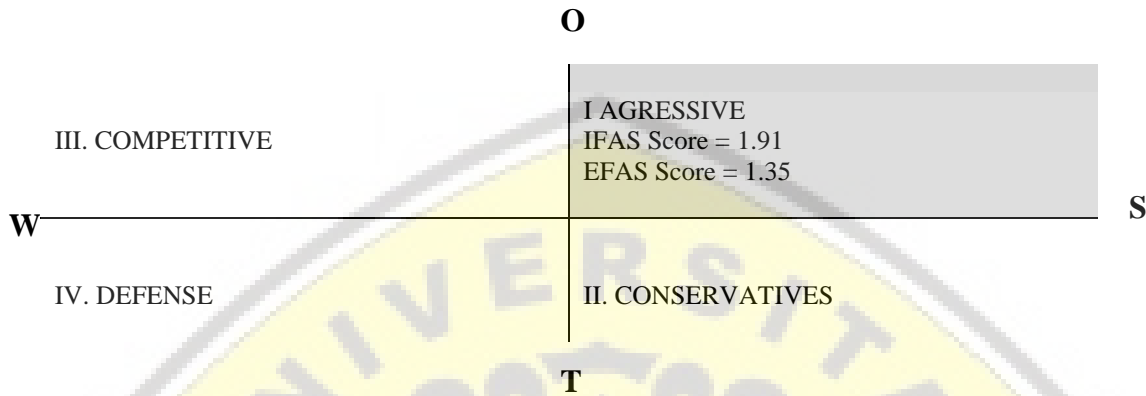 O
I AGRESSIVE
III. COMPETITIVE
IFAS Score = 1.91
EFAS Score = 1.35
W
S
IV. DEFENSE
II. CONSERVATIVES
T